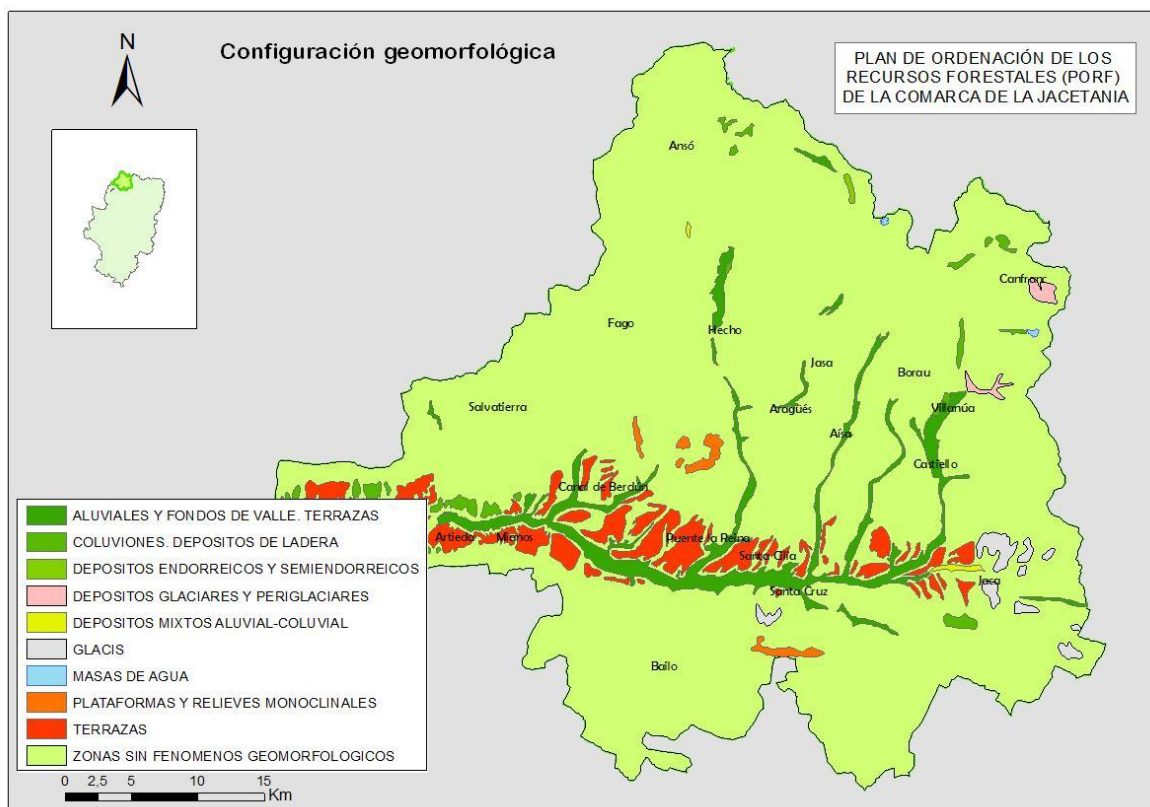 N
Configuración geomorfológica
PLAN DE ORDENACIÓN DE LOS
RECURSOS FORESTALES (PORF)
DE LA COMARCA DE LA JACETANIA
Ansó
Canfranc
Fago
Hecho
Jasa
Borau
Salvatierra
Aragüés
Villanúa
Aísa
Castiello
Canal de Berdún
Artieda
Mianos
Puente la Reina
Santa Cilia
Jaca
Santa Cruz
Bailo
ALUVIALES Y FONDOS DE VALLE. TERRAZAS
COLUVIONES. DEPOSITOS DE LADERA
DEPOSITOS ENDORREICOS Y SEMIENDORREICOS
DEPOSITOS GLACIARES Y PERIGLACIARES
DEPOSITOS MIXTOS ALUVIAL-COLUVIAL
GLACIS
MASAS DE AGUA
PLATAFORMAS Y RELIEVES MONOCLINALES
TERRAZAS
ZONAS SIN FENOMENOS GEOMORFOLOGICOS
0 2,5 5 10 15
Km